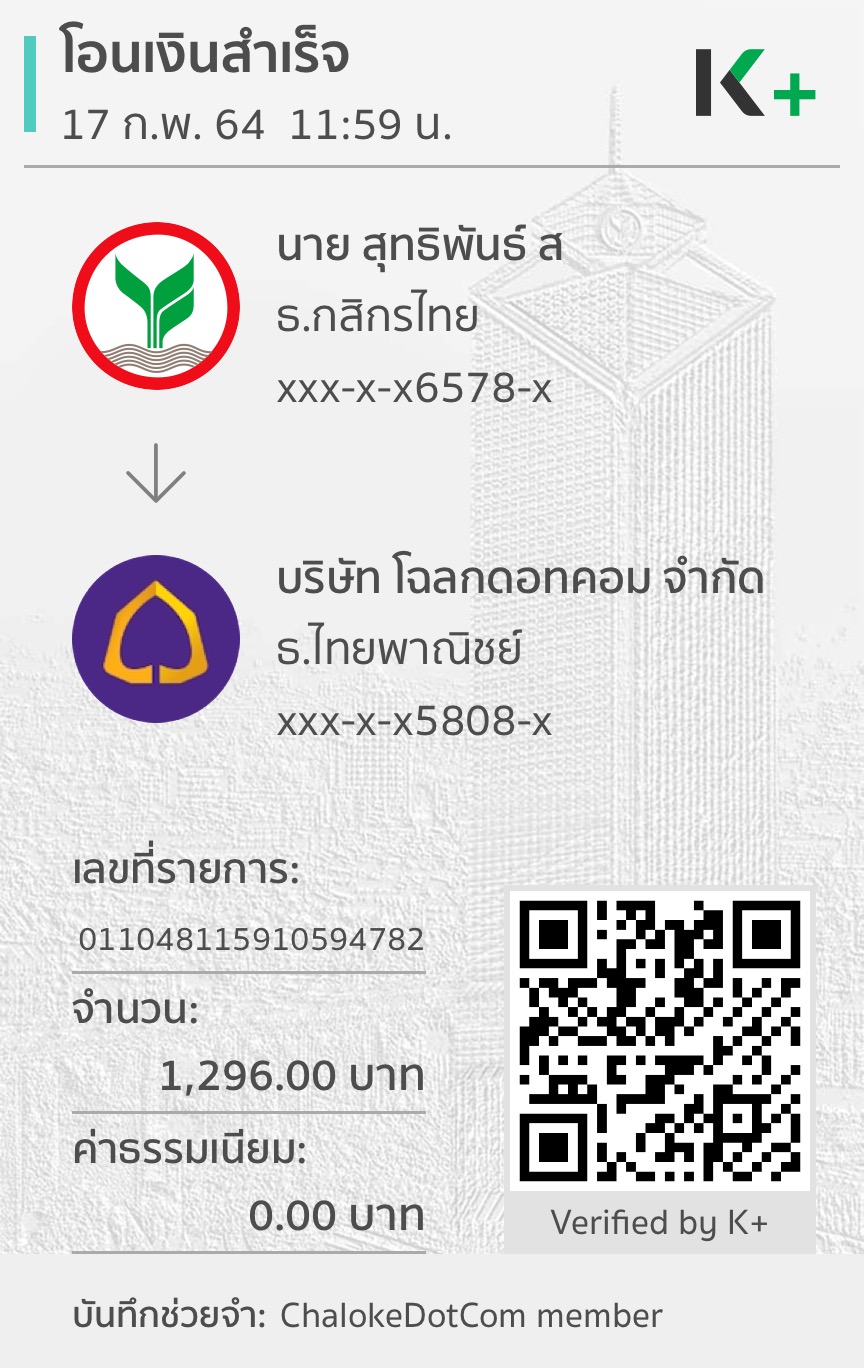 โอนเงินสำเร็จ
17 ก.พ. 64 11:59 น.
K+
นาย สุทธิพันธ์ ส
ธ.กสิกรไทย
xxx-x-x6578-x
บริษัท โฉลกดอทคอม จำกัด
ธ.ไทยพาณิชย์
xxx-x-x5808-x
เลขที่รายการ:
011048115910594782
จำนวน:
1,296.00 บาท
ค่าธรรมเนียม:
0.00 บาท
Verified by K+
บันทึกช่วยจำ: ChalokeDotCom member